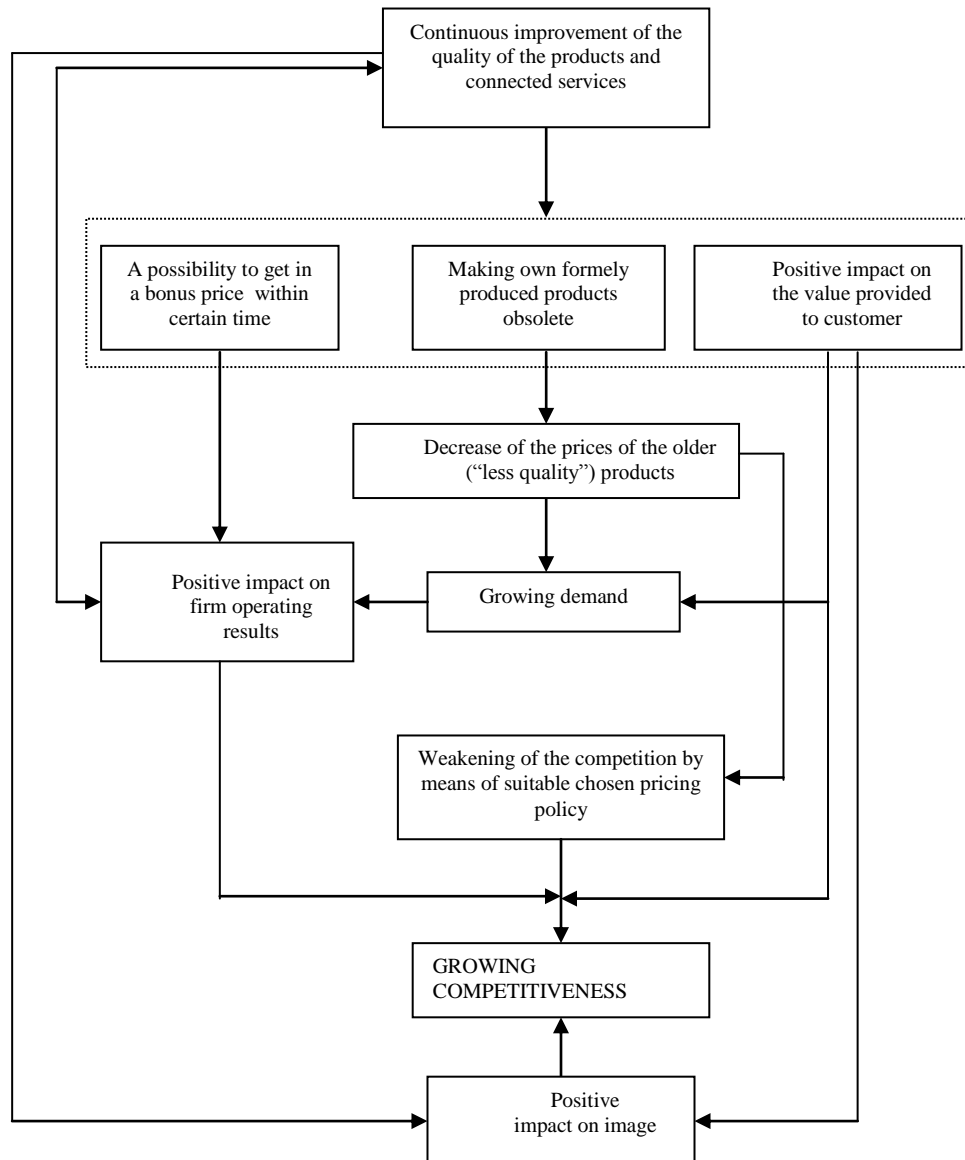 Continuous improvement of the
quality of the products and
connected services
A possibility to get in
a bonus price within
certain time
Making own formely
produced products
obsolete
Positive impact on
the value provided
to customer
Decrease of the prices of the older
(“less quality”) products
Positive impact on
firm operating
results
Growing demand
Weakening of the competition by
means of suitable chosen pricing
policy
GROWING
COMPETITIVENESS
Positive
impact on image